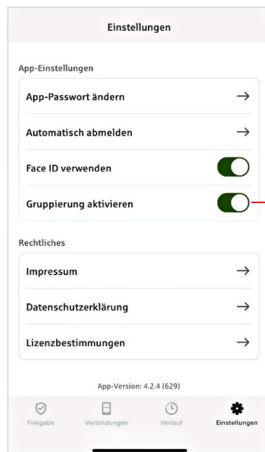 Einstellungen
App-Einstellungen
App-Passwort ändern
Automatisch abmelden
Face ID verwenden
Gruppierung aktivieren
Rechtliches
Impressum
Datenschutzerklärung
Lizenzbestimmungen
App-Version: 4.2.4 (629)
Freigabe Verbindungen Verlauf Einstellungen